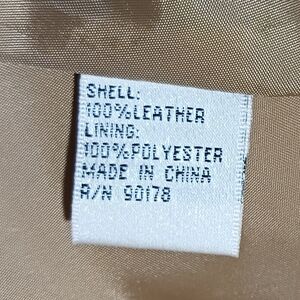 SHELL:
100%LEATHER
LINING:
100%POLYESTER
MADE IN CHINA
R/N 90178